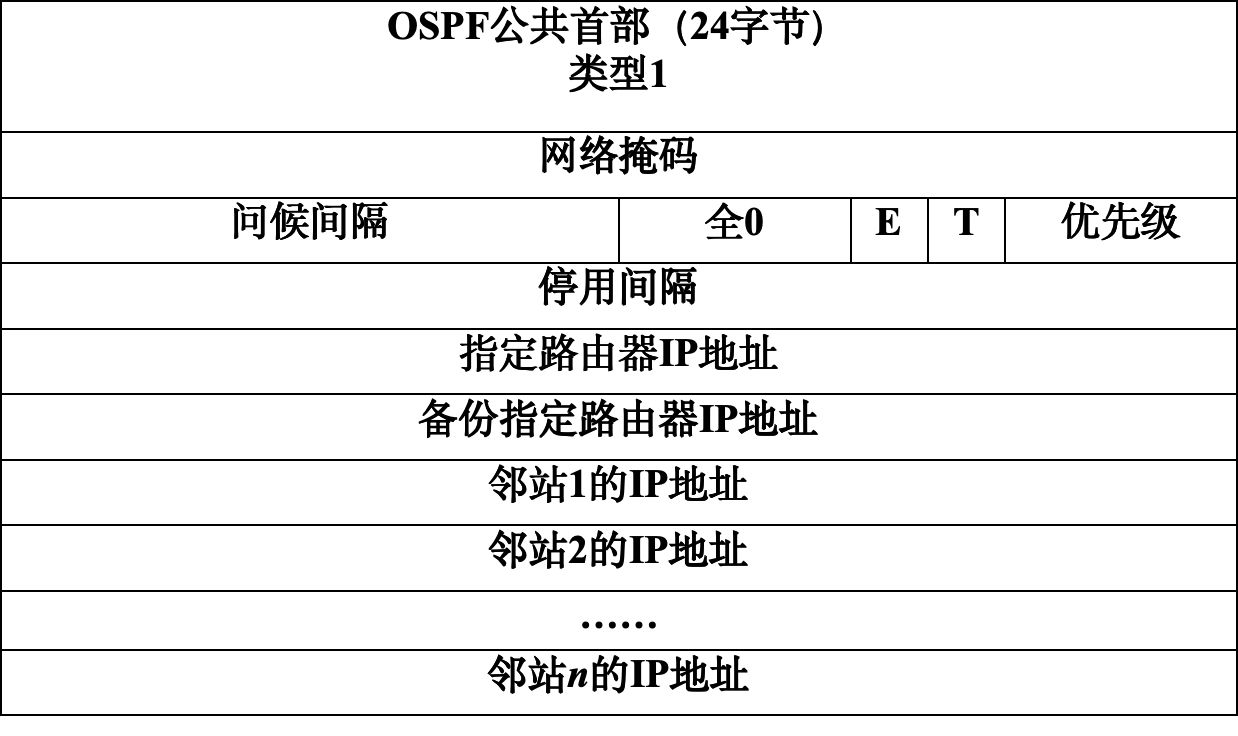 OSPF公共首部（24字节）
类型1
网络掩码
问候间隔 全0 E T 优先级
停用间隔
指定路由器IP地址
备份指定路由器IP地址
邻站1的IP地址
邻站2的IP地址
……
邻站n的IP地址